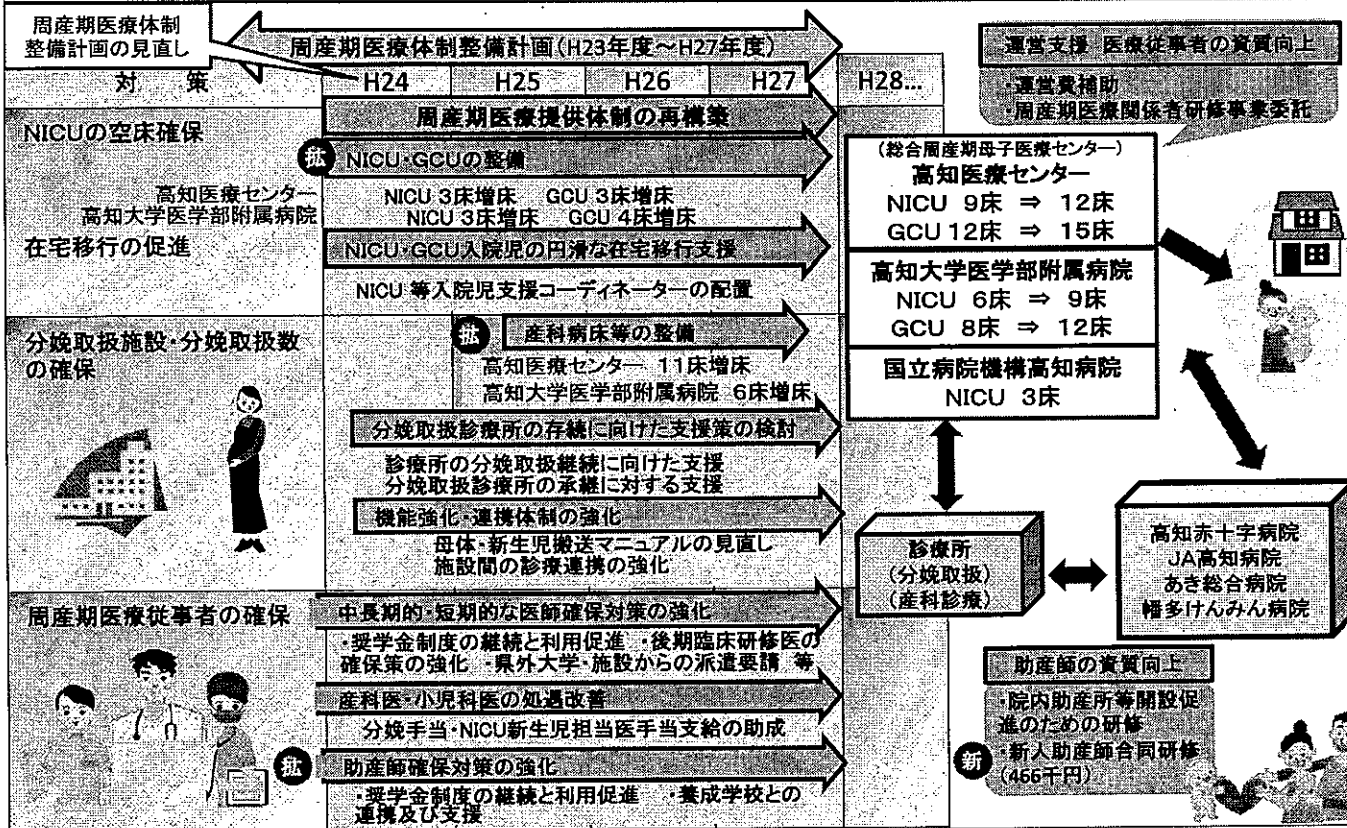 周産期医療体制
整備計画の見直し
周産期医療体制整備計画(H23年度～H27年度)
対　策
H24
H25
H26
H27
H28...
NICUの空床確保
高知医療センター
高知大学医学部附属病院
在宅移行の促進
周産期医療提供体制の再構築
拡
NICU・GCUの整備
NICU 3床増床　GCU 3床増床
NICU 3床増床　GCU 4床増床
NICU・GCU入院児の円滑な在宅移行支援
NICU 等入院児支援コーディネーターの配置
分娩取扱施設・分娩取扱数
の確保
拡
産科病床等の整備
高知医療センター 11床増床
高知大学医学部附属病院 6床増床
分娩取扱診療所の存続に向けた支援策の検討
診療所の分娩取扱継続に向けた支援
分娩取扱診療所の承継に対する支援
機能強化・連携体制の強化
母体・新生児搬送マニュアルの見直し
施設間の診療連携の強化
周産期医療従事者の確保
中長期的・短期的な医師確保対策の強化
・奨学金制度の継続と利用促進　・後期臨床研修医の
確保策の強化　・県外大学・施設からの派遣要請 等
産科医・小児科医の処遇改善
分娩手当・NICU新生児担当医手当支給の助成
拡
助産師確保対策の強化
・奨学金制度の継続と利用促進　・養成学校との
連携及び支援
運営支援 医療従事者の資質向上
・運営費補助
・周産期医療関係者研修事業委託
(総合周産期母子医療センター)
高知医療センター
NICU 9床 ⇒ 12床
GCU 12床 ⇒ 15床
高知大学医学部附属病院
NICU 6床 ⇒ 9床
GCU 8床 ⇒ 12床
国立病院機構高知病院
NICU 3床
診療所
(分娩取扱)
(産科診療)
高知赤十字病院
JA高知病院
あき総合病院
幡多けんみん病院
助産師の資質向上
・院内助産所等開設促
進のための研修
新
・新人助産師合同研修
(466千円)